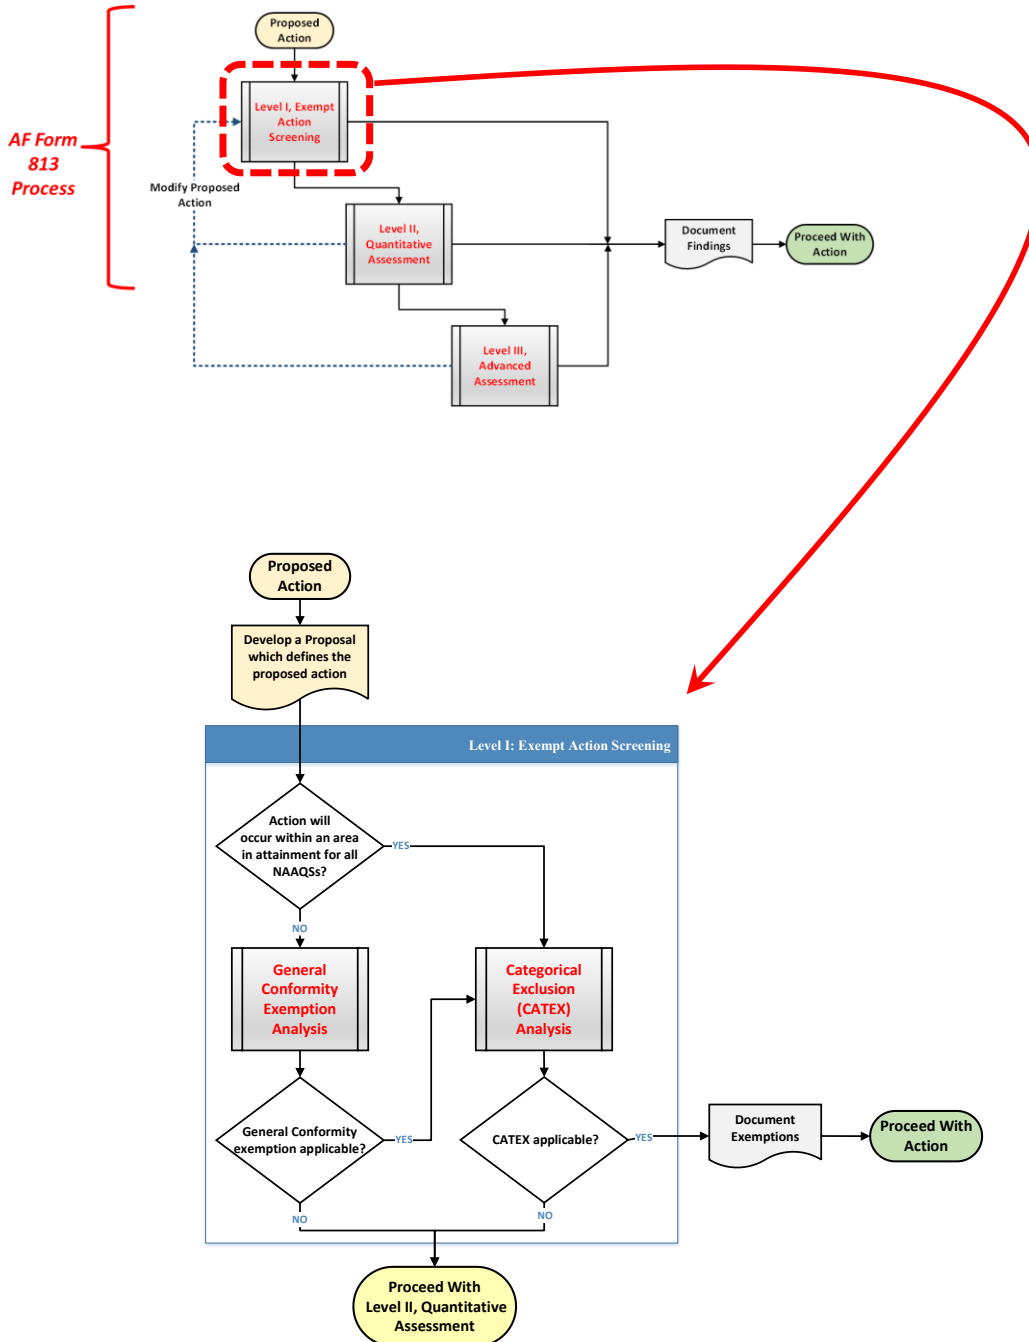 Proposed
Action
AF Form
813
Process
Level I, Exempt
Action
Screening
Modify Proposed
Action
Level II,
Quantitative
Assessment
Document
Findings
Proceed With
Action
Level III,
Advanced
Assessment
Proposed
Action
Develop a Proposal
which defines the
proposed action
Level I: Exempt Action Screening
Action will
occur within an area
in attainment for all
NAAQSs?
YES
NO
General
Conformity
Exemption
Analysis
Categorical
Exclusion
(CATEX)
Analysis
General Conformity
exemption applicable?
YES
CATEX applicable?
YES
Document
Exemptions
Proceed With
Action
NO
NO
Proceed With
Level II, Quantitative
Assessment